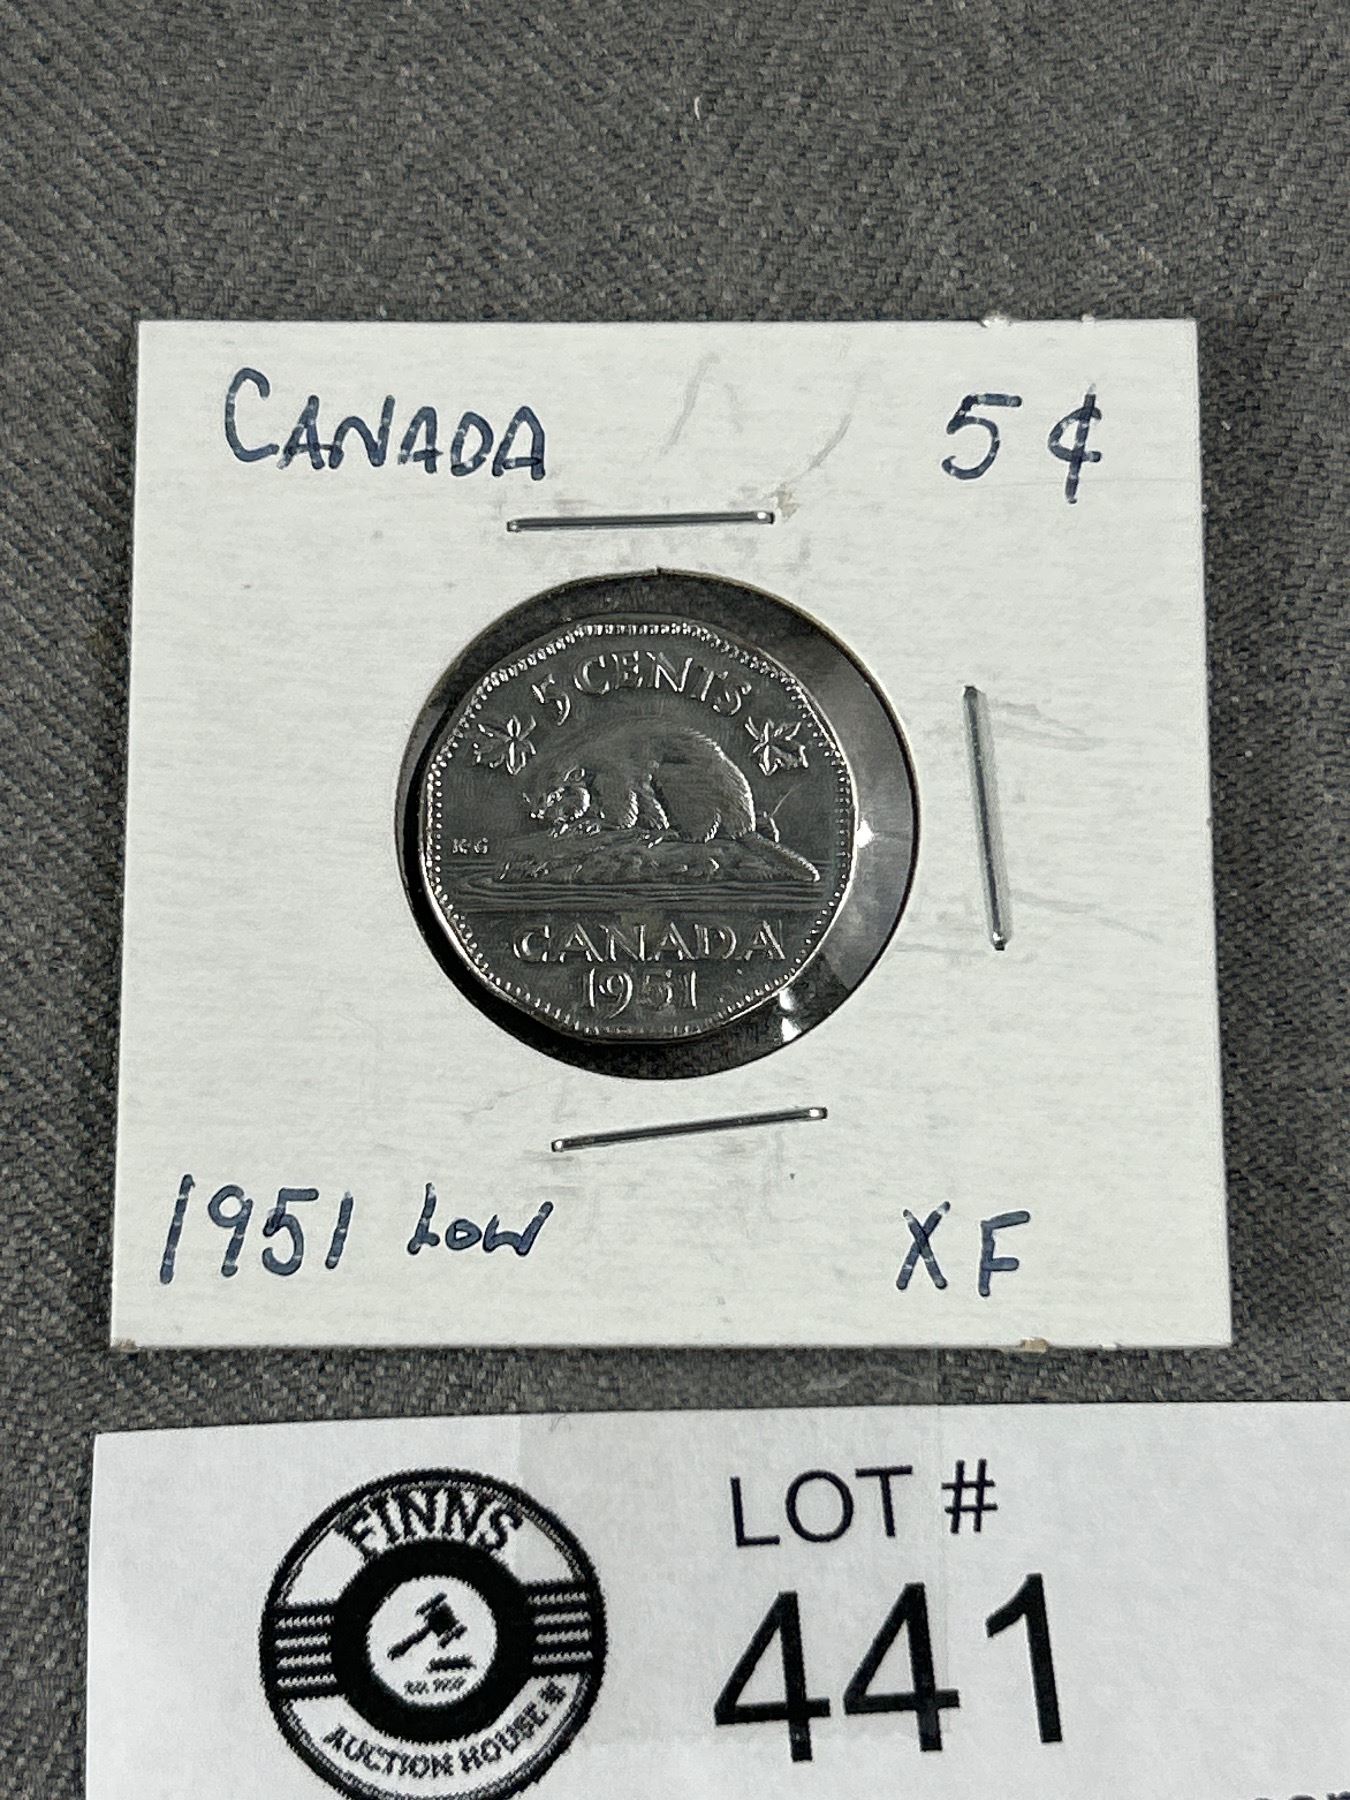 CANADA 5¢
5 CENTS
KG
CANADA
1951
1951 LOW XF
FINNS
AUCTION HOUSE
LOT #
441